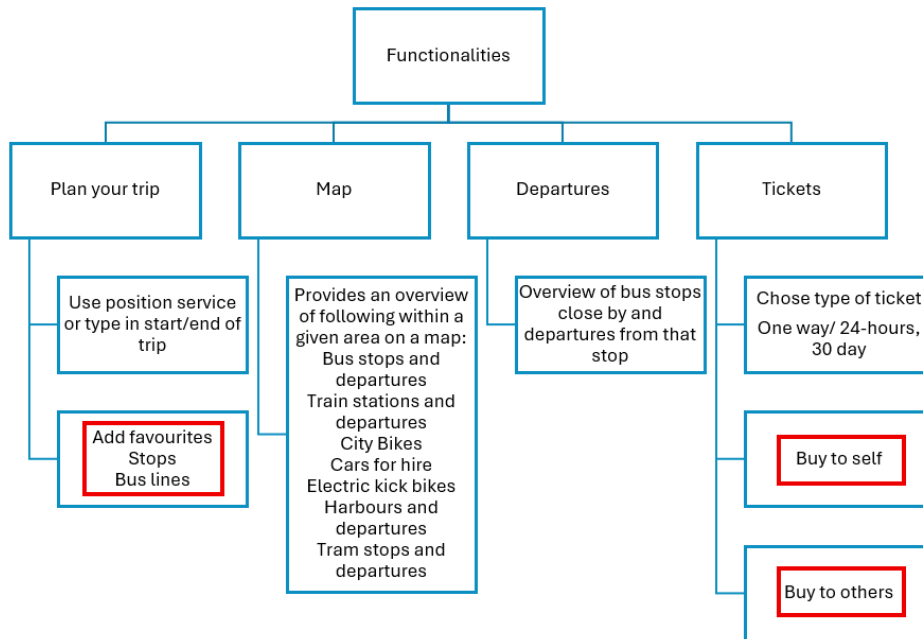 Functionalities
Plan your trip
Map
Departures
Tickets
Use position service
or type in start/end of
trip
Add favourites
Stops
Bus lines
Provides an overview
of following within a
given area on a map:
Bus stops and
departures
Train stations and
departures
City Bikes
Cars for hire
Electric kick bikes
Harbours and
departures
Tram stops and
departures
Overview of bus stops
close by and
departures from that
stop
Chose type of ticket
One way/ 24-hours,
30 day
Buy to self
Buy to others